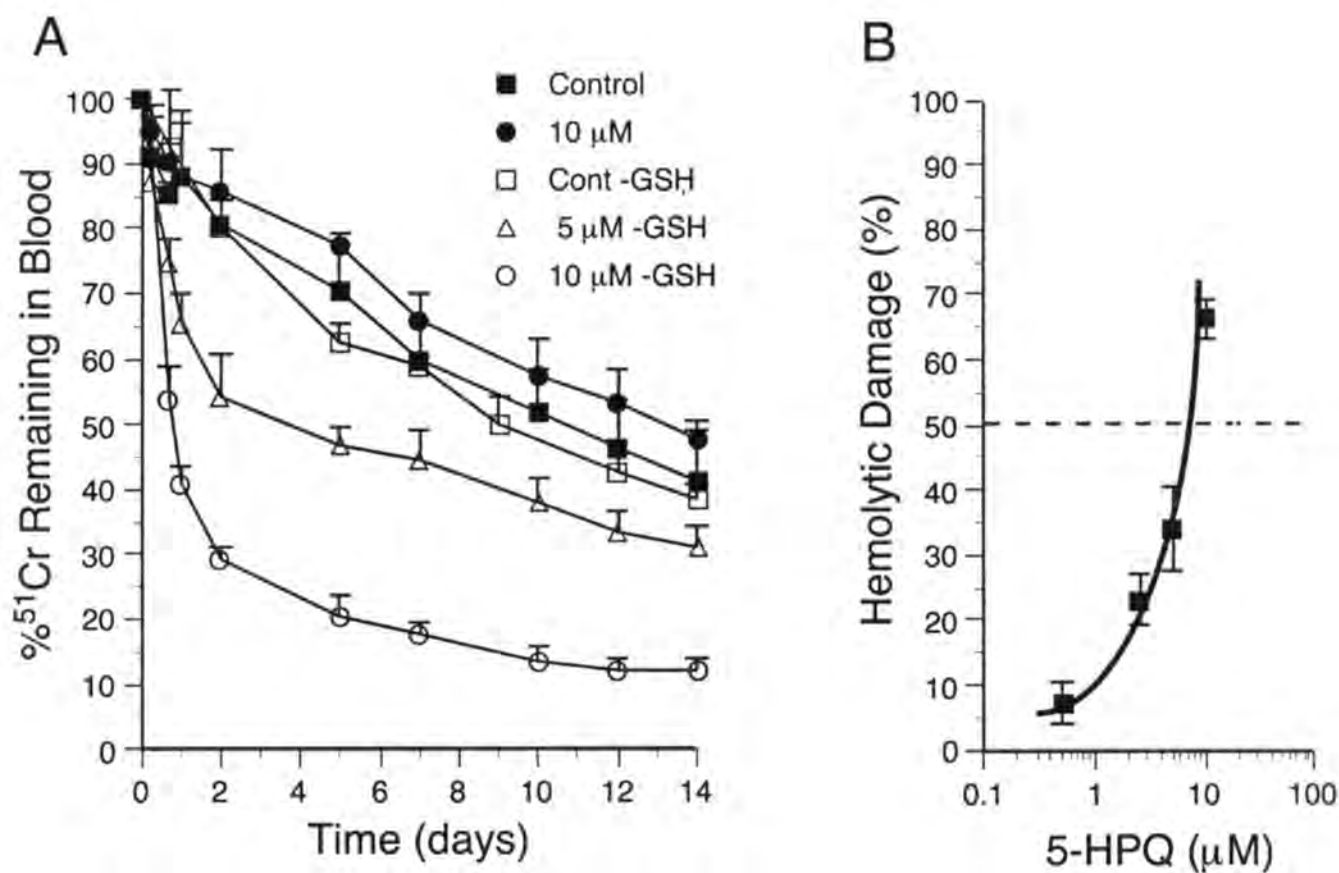 A
%51Cr Remaining in Blood
100
90
80
70
60
50
40
30
20
10
0
0 2 4 6 8 10 12 14
Time (days)
Control
10 µM
Cont -GSH
5 µM -GSH
10 µM -GSH
B
Hemolytic Damage (%)
100
90
80
70
60
50
40
30
20
10
0
0.1 1 10 100
5-HPQ (µM)